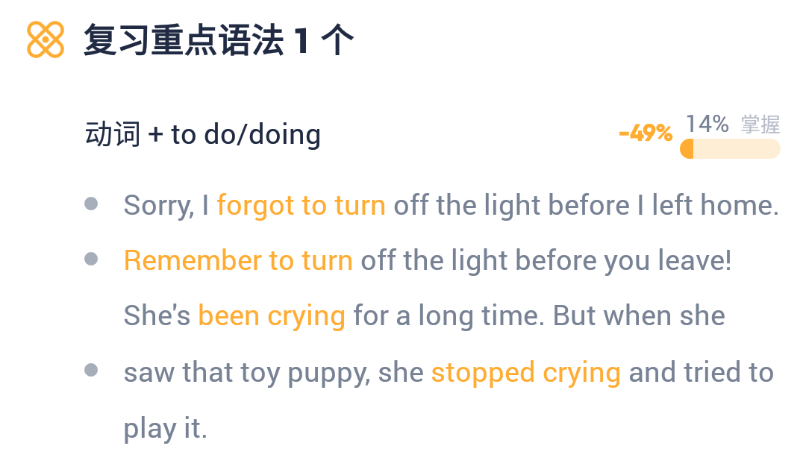 复习重点语法 1 个
动词 + to do/doing
-49%
14% 掌握
Sorry, I forgot to turn off the light before I left home.
Remember to turn off the light before you leave!
She's been crying for a long time. But when she
saw that toy puppy, she stopped crying and tried to
play it.